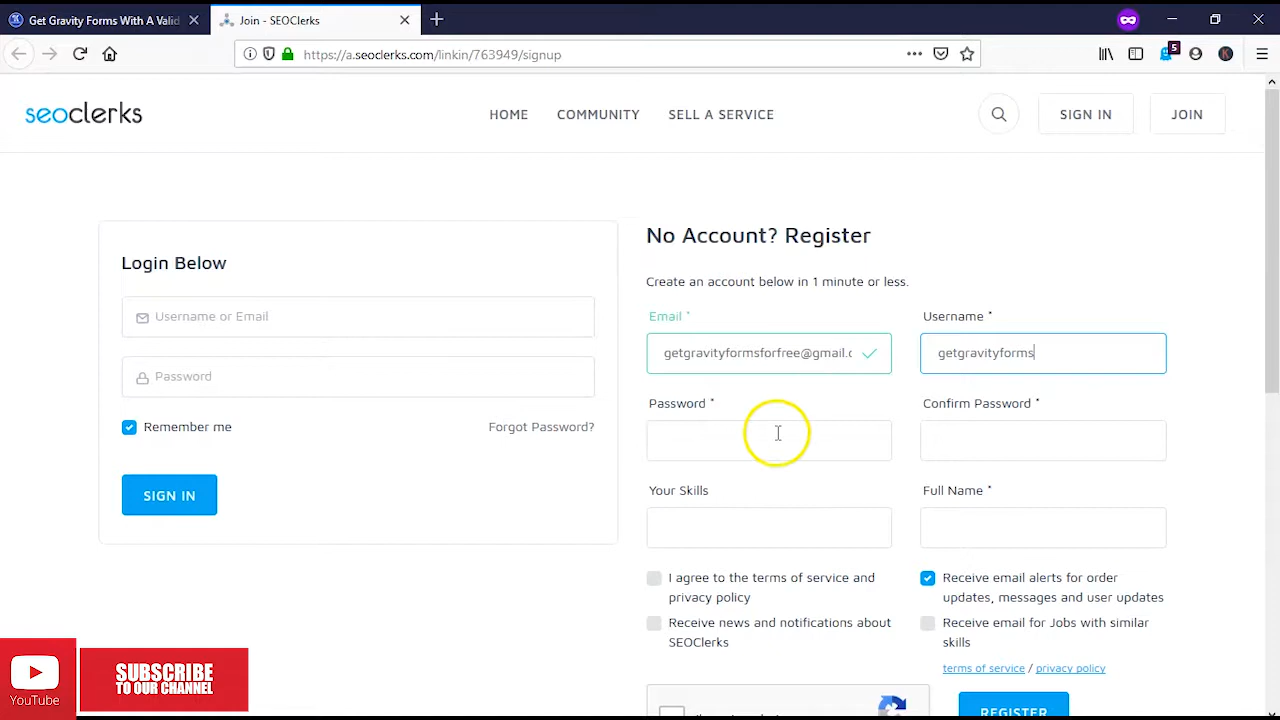 Get Gravity Forms With A Valid
Join - SEOClerks
https://a.seoclerks.com/linkin/763949/signup
5
K
seoclerks
HOME
COMMUNITY
SELL A SERVICE
SIGN IN
JOIN
Login Below
Username or Email
Password
Remember me
Forgot Password?
SIGN IN
No Account? Register
Create an account below in 1 minute or less.
Email *
Username *
getgravityformsforfree@gmail.c
getgravityforms
Password *
Confirm Password *
Your Skills
Full Name *
I agree to the terms of service and
privacy policy
Receive email alerts for order
updates, messages and user updates
Receive news and notifications about
SEOClerks
Receive email for Jobs with similar
skills
terms of service / privacy policy
REGISTER
YouTube
SUBSCRIBE
TO OUR CHANNEL